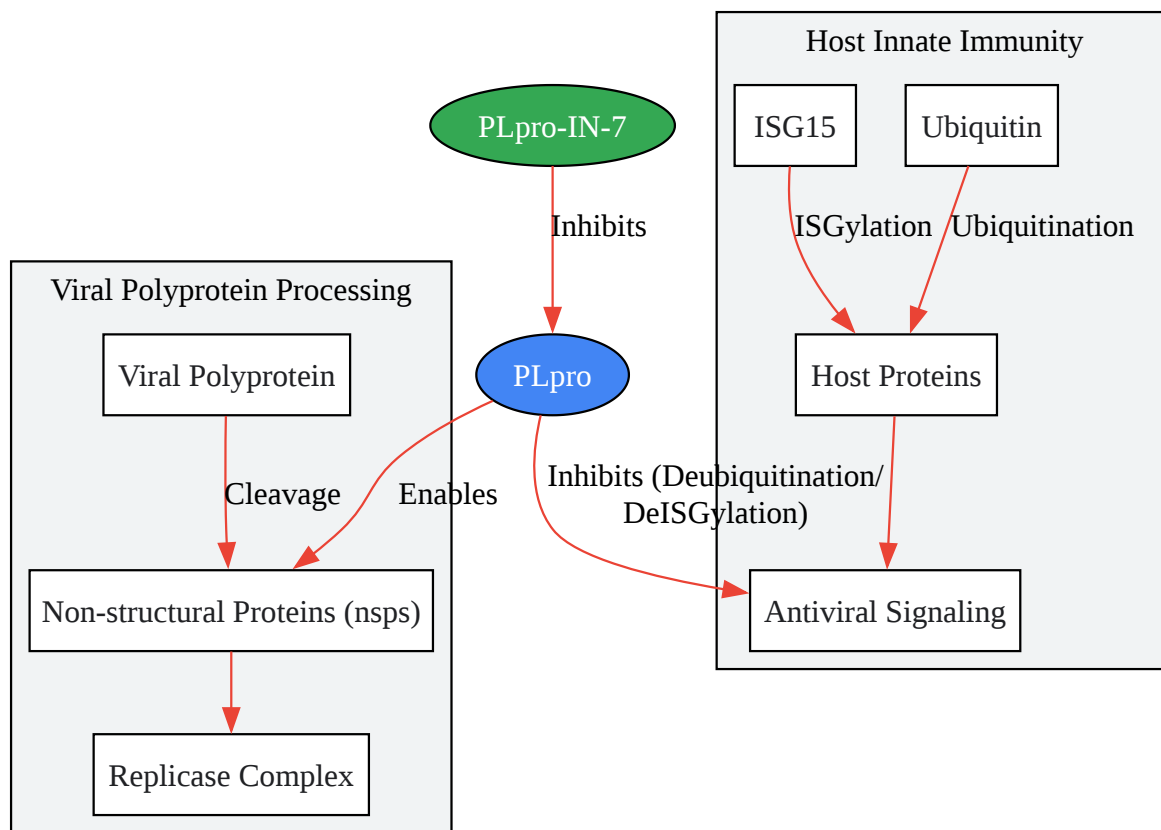 Host Innate Immunity
PLpro-IN-7
ISG15
Ubiquitin
Inhibits
ISGylation
Ubiquitination
Viral Polyprotein Processing
Viral Polyprotein
PLpro
Host Proteins
Cleavage
Enables
Inhibits (Deubiquitination/
DeISGylation)
Non-structural Proteins (nsps)
Antiviral Signaling
Replicase Complex